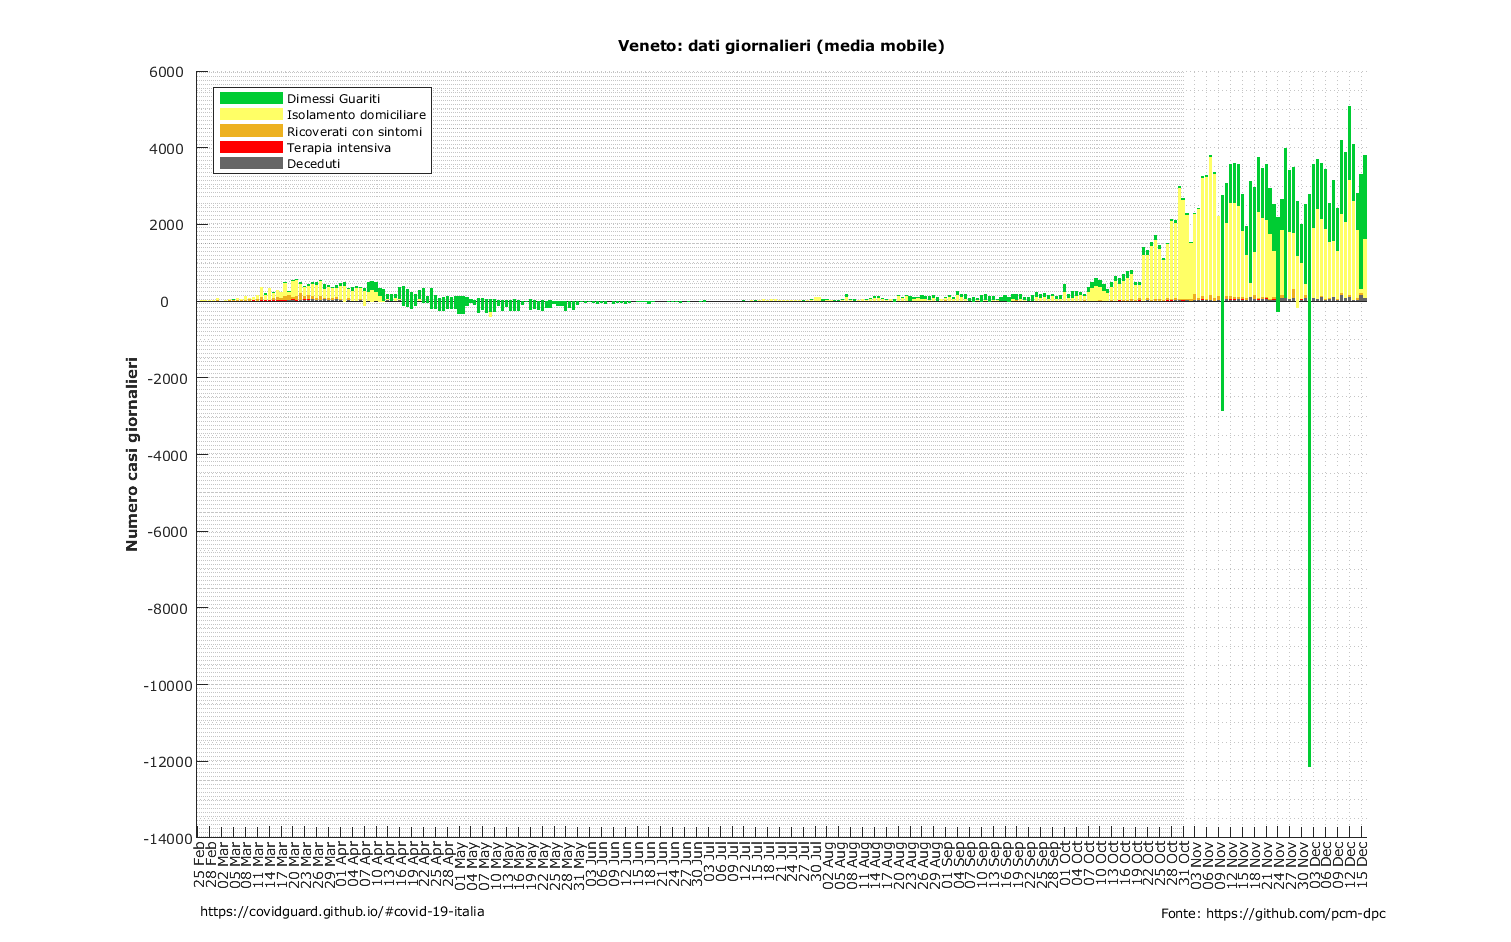 Veneto: dati giornalieri (media mobile)
Dimessi Guariti
Isolamento domiciliare
Ricoverati con sintomi
Terapia intensiva
Deceduti
Numero casi giornalieri
6000
4000
2000
0
-2000
-4000
-6000
-8000
-10000
-12000
-14000
25 Feb
28 Feb
02 Mar
05 Mar
08 Mar
11 Mar
14 Mar
17 Mar
20 Mar
23 Mar
26 Mar
29 Mar
01 Apr
04 Apr
07 Apr
10 Apr
13 Apr
16 Apr
19 Apr
22 Apr
25 Apr
28 Apr
01 May
04 May
07 May
10 May
13 May
16 May
19 May
22 May
25 May
28 May
31 May
03 Jun
06 Jun
09 Jun
12 Jun
15 Jun
18 Jun
21 Jun
24 Jun
27 Jun
30 Jun
03 Jul
06 Jul
09 Jul
12 Jul
15 Jul
18 Jul
21 Jul
24 Jul
27 Jul
30 Jul
02 Aug
05 Aug
08 Aug
11 Aug
14 Aug
17 Aug
20 Aug
23 Aug
26 Aug
29 Aug
01 Sep
04 Sep
07 Sep
10 Sep
13 Sep
16 Sep
19 Sep
22 Sep
25 Sep
28 Sep
01 Oct
04 Oct
07 Oct
10 Oct
13 Oct
16 Oct
19 Oct
22 Oct
25 Oct
28 Oct
31 Oct
03 Nov
06 Nov
09 Nov
12 Nov
15 Nov
18 Nov
21 Nov
24 Nov
27 Nov
30 Nov
03 Dec
06 Dec
09 Dec
12 Dec
15 Dec
https://covidguard.github.io/#covid-19-italia
Fonte: https://github.com/pcm-dpc